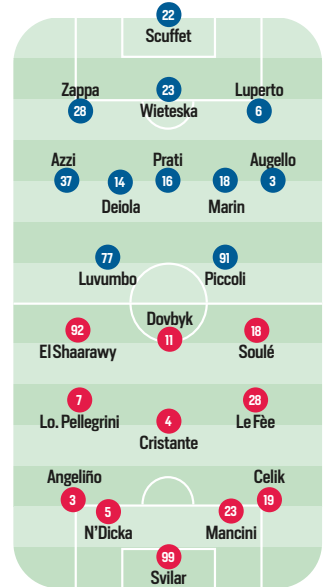 22
Scuffet
Zappa
23
Luperto
28
Wieteska
6
Azzi
Prati
Augello
37
14
16
18
3
Deiola
Marin
77
91
Luvumbo
Piccoli
Dovbyk
92
11
18
El Shaarawy
Soulé
7
28
Lo. Pellegrini
4
Le Fèe
Cristante
Angeliño
Celik
3
5
23
19
N'Dicka
Mancini
99
Svilar